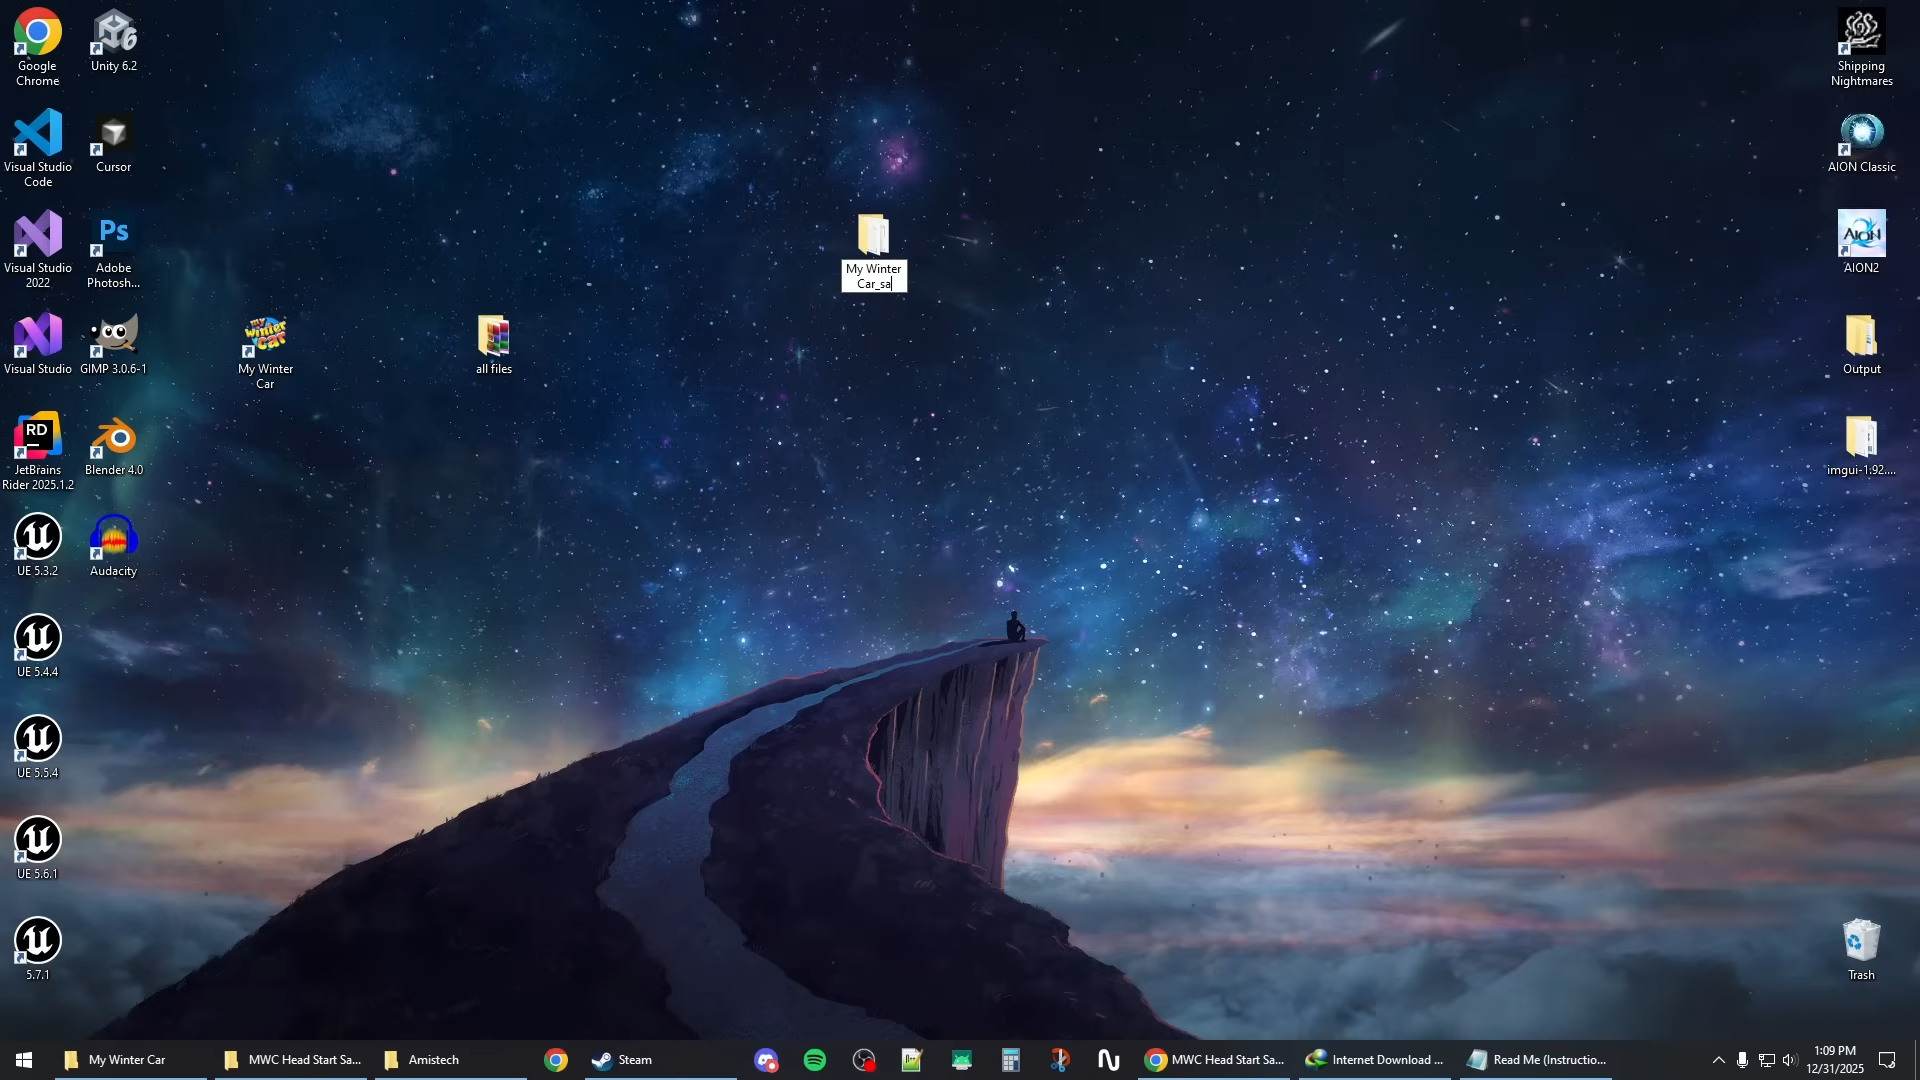 Google
Chrome
Unity 6.2
Visual Studio
Code
Cursor
Visual Studio
2022
Ps
Adobe
Photosh...
Visual Studio
GIMP 3.0.6-1
RD
JetBrains
Rider 2025.1.2
Blender 4.0
UE 5.3.2
Audacity
UE 5.4.4
UE 5.5.4
UE 5.6.1
5.7.1
my
winter
car
My Winter
Car
all files
My Winter
Car_sa
Shipping
Nightmares
AION Classic
AION
AION2
Output
imgui-1.92....
Trash
My Winter Car
MWC Head Start Sa...
Amistech
Steam
MWC Head Start Sa...
Internet Download ...
Read Me (Instructio...
1:09 PM
12/31/2025